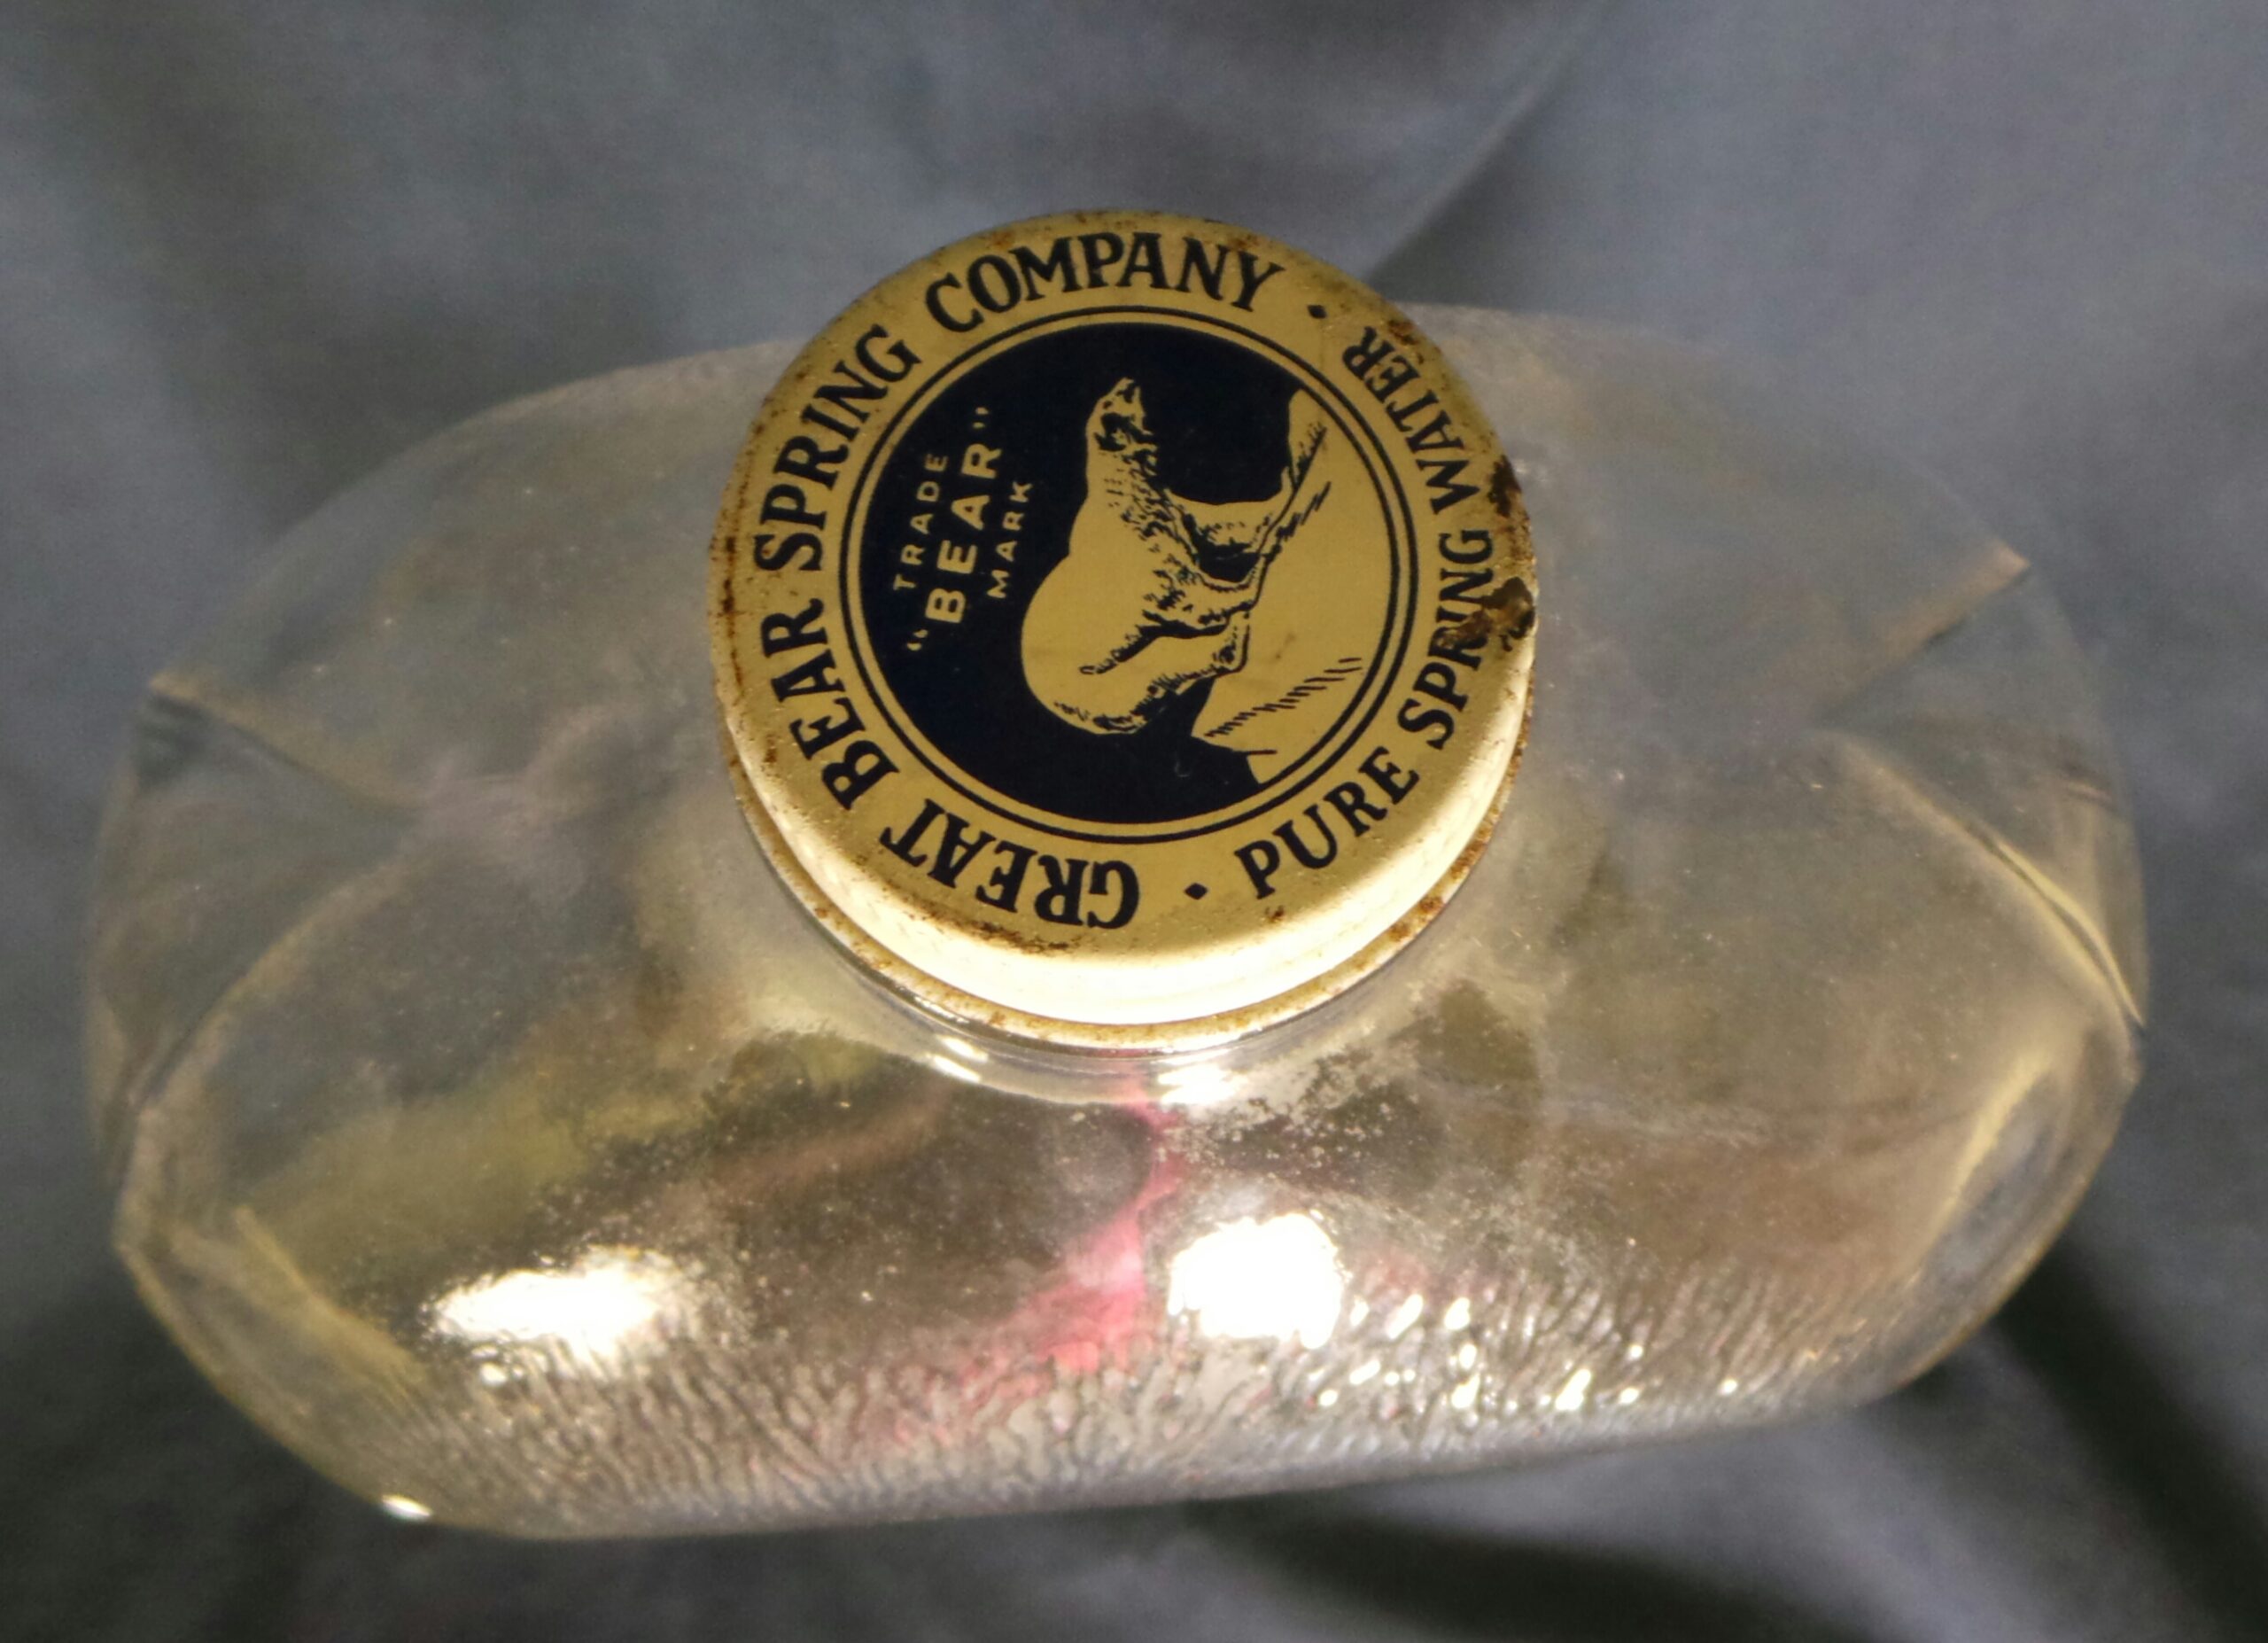 GREAT BEAR SPRING COMPANY •
PURE SPRING WATER •
TRADE
"BEAR"
MARK